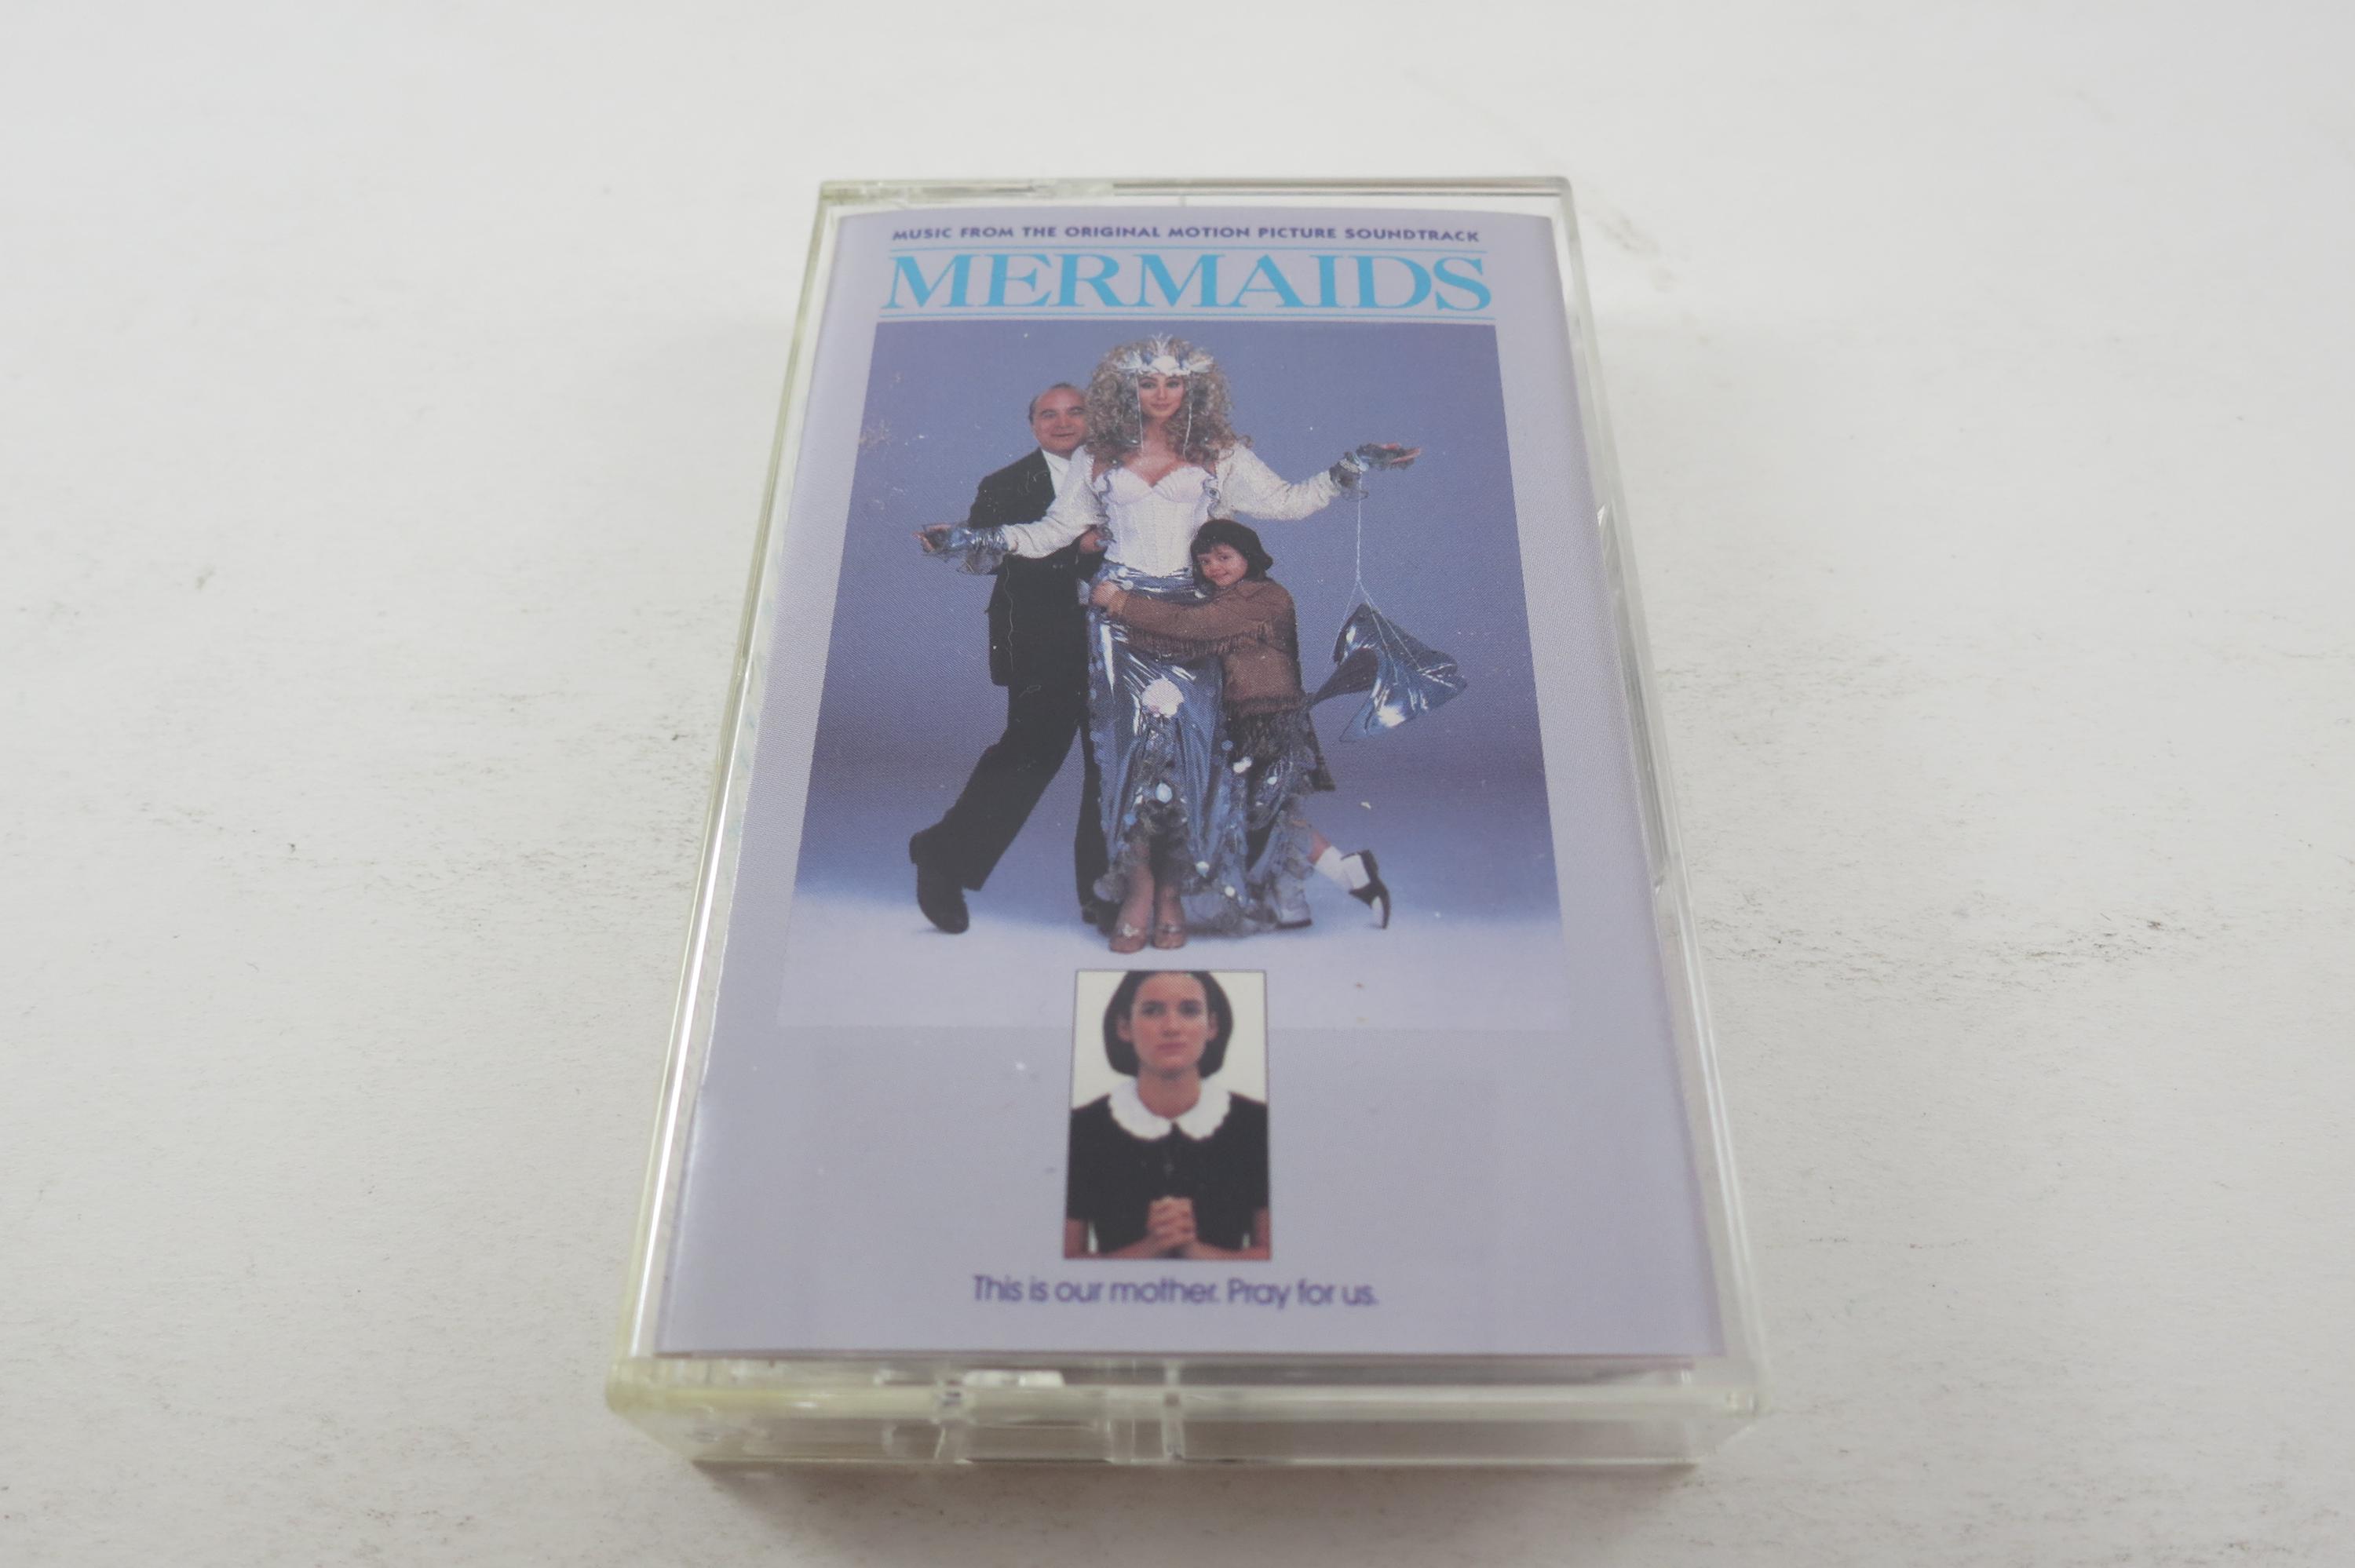 MUSIC FROM THE ORIGINAL MOTION PICTURE SOUNDTRACK
MERMAIDS
This is our mother. Pray for us.